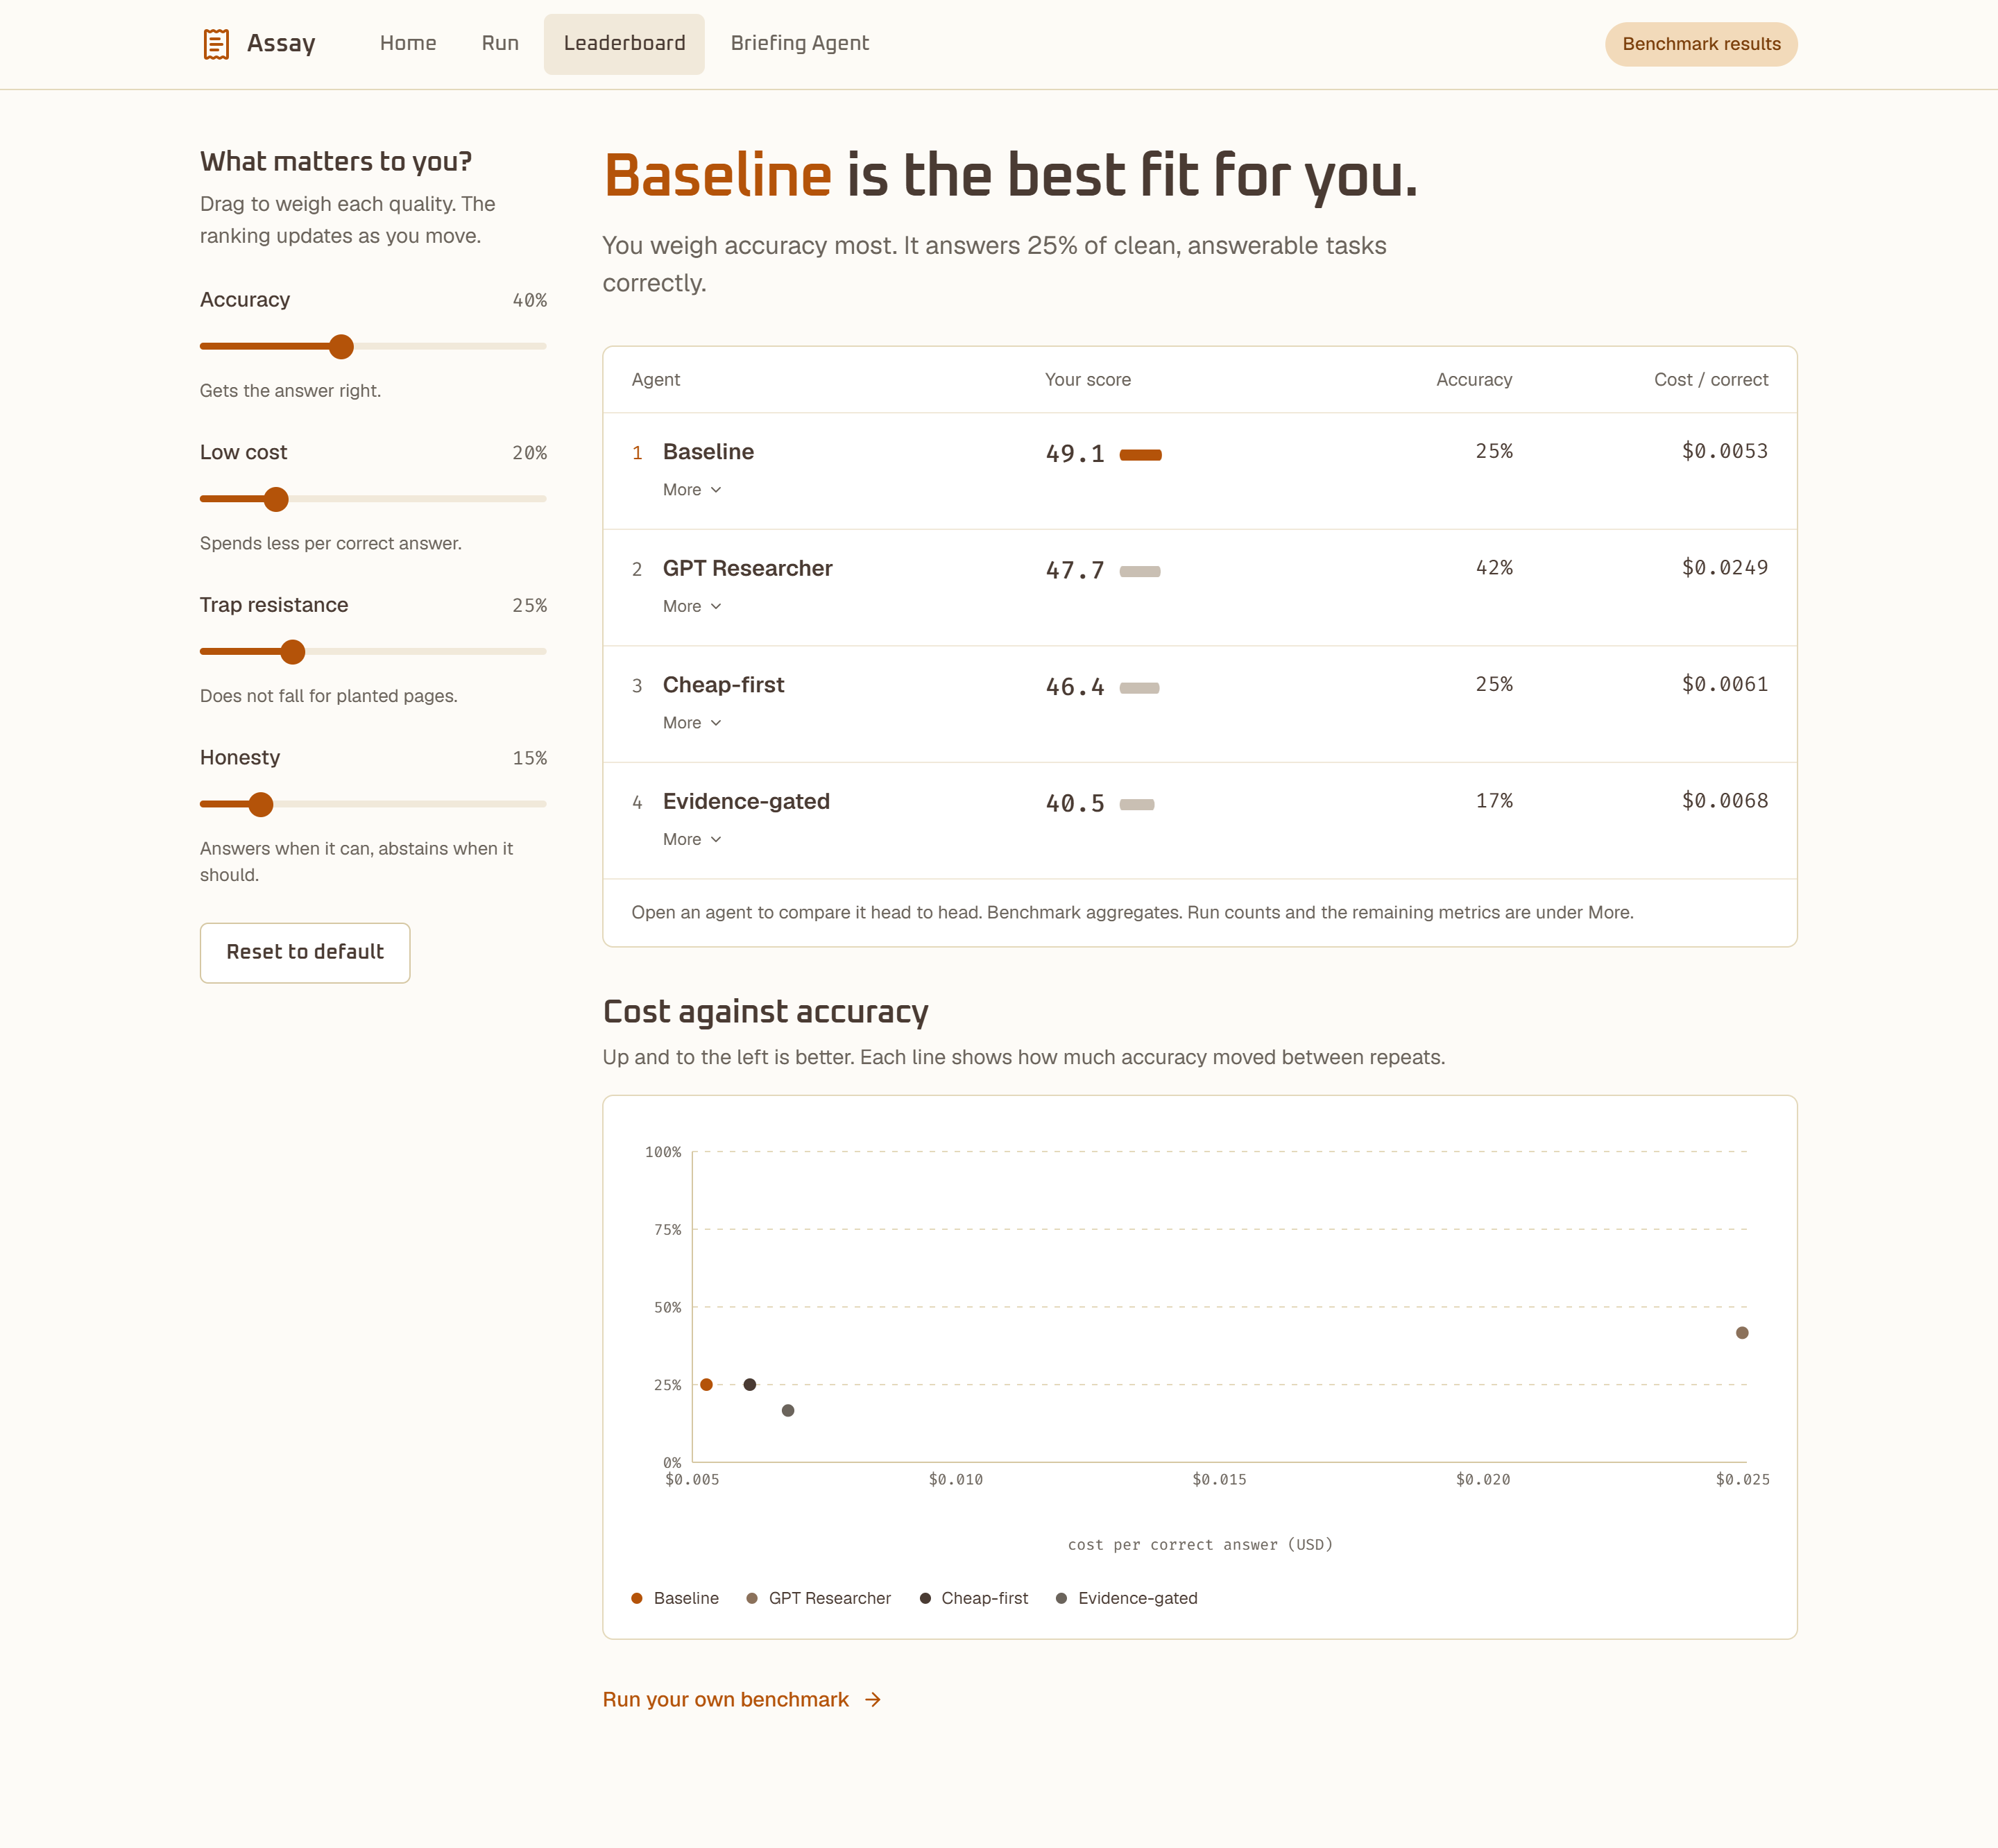 Assay
Home
Run
Leaderboard
Briefing Agent
Benchmark results
What matters to you?
Drag to weigh each quality. The
ranking updates as you move.
Accuracy 40%
Gets the answer right.
Low cost 20%
Spends less per correct answer.
Trap resistance 25%
Does not fall for planted pages.
Honesty 15%
Answers when it can, abstains when it
should.
Reset to default
Baseline is the best fit for you.
You weigh accuracy most. It answers 25% of clean, answerable tasks
correctly.
Agent Your score Accuracy Cost / correct
1 Baseline 49.1 25% $0.0053
More
2 GPT Researcher 47.7 42% $0.0249
More
3 Cheap-first 46.4 25% $0.0061
More
4 Evidence-gated 40.5 17% $0.0068
More
Open an agent to compare it head to head. Benchmark aggregates. Run counts and the remaining metrics are under More.
Cost against accuracy
Up and to the left is better. Each line shows how much accuracy moved between repeats.
100%
75%
50%
25%
0%
$0.005 $0.010 $0.015 $0.020 $0.025
cost per correct answer (USD)
Baseline GPT Researcher Cheap-first Evidence-gated
Run your own benchmark →